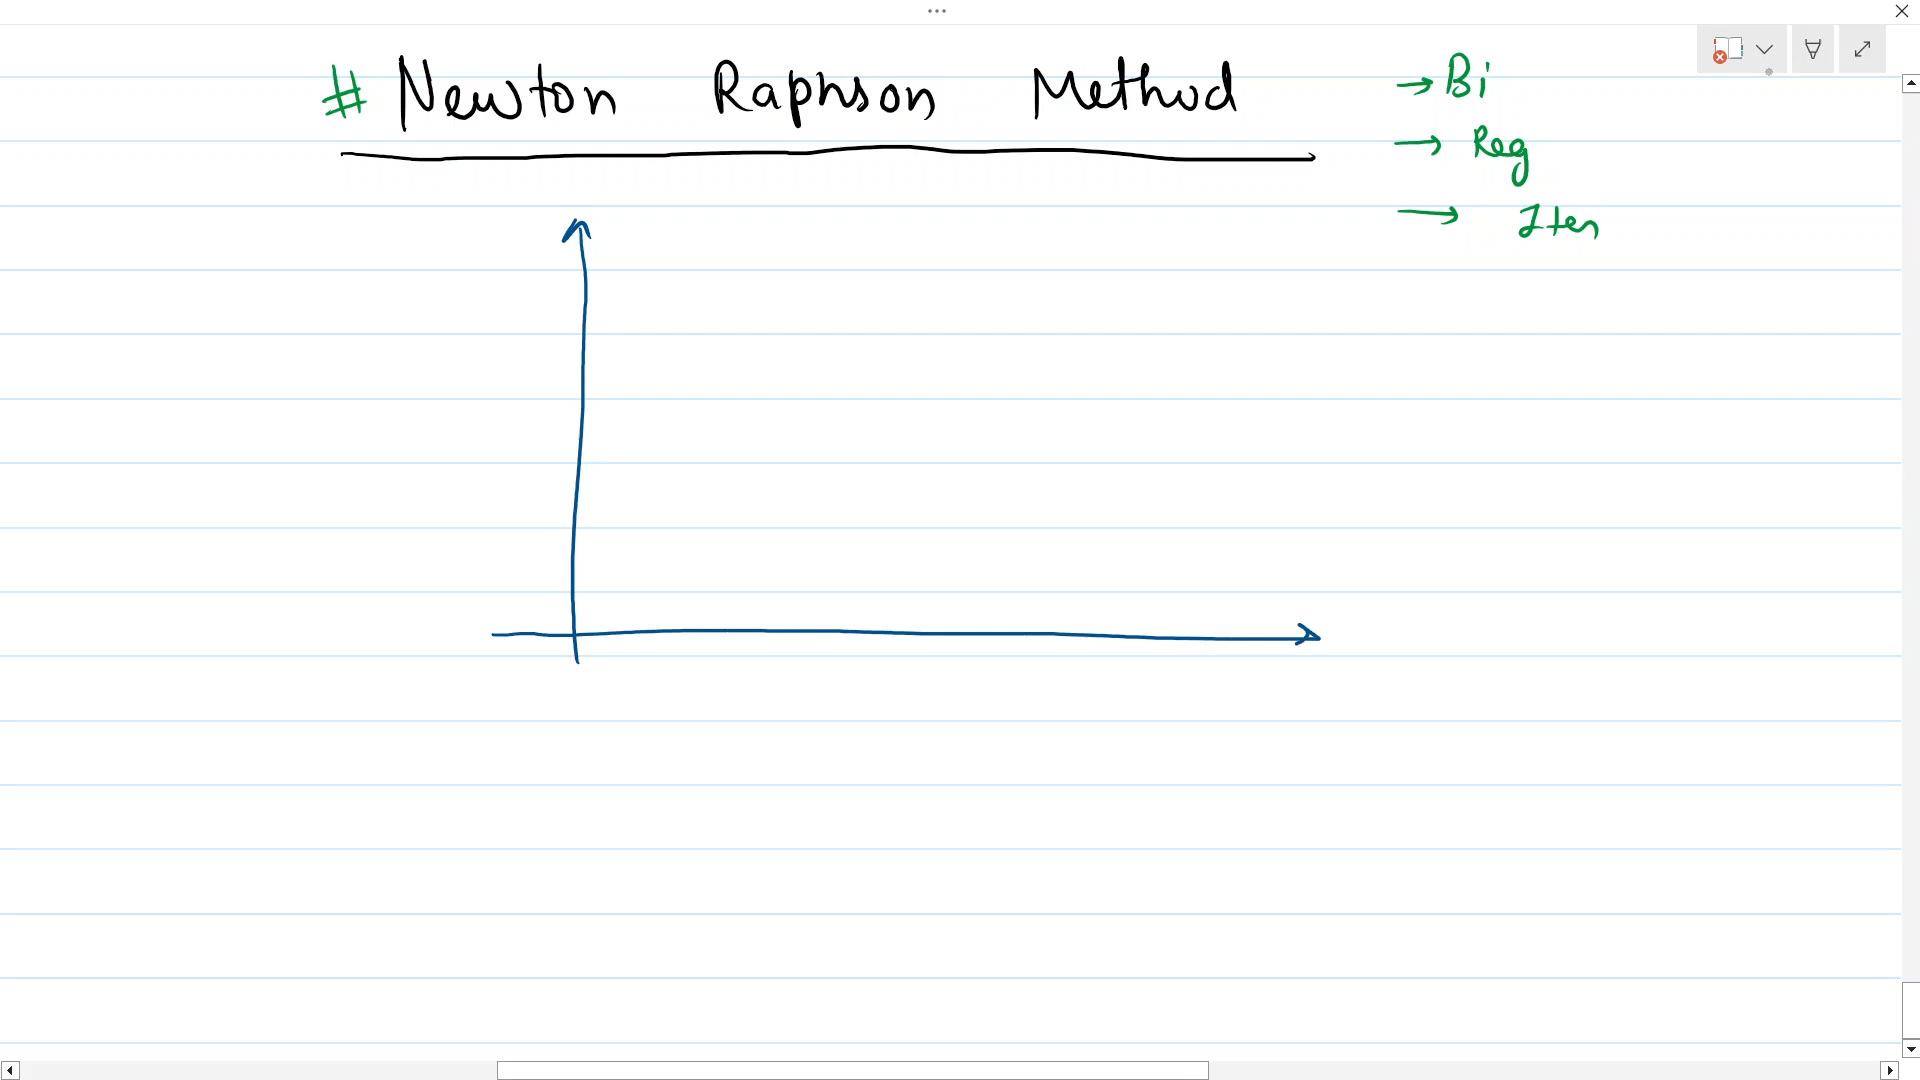 # Newton Raphson Method
→ Bi
→ Reg
→ Iter